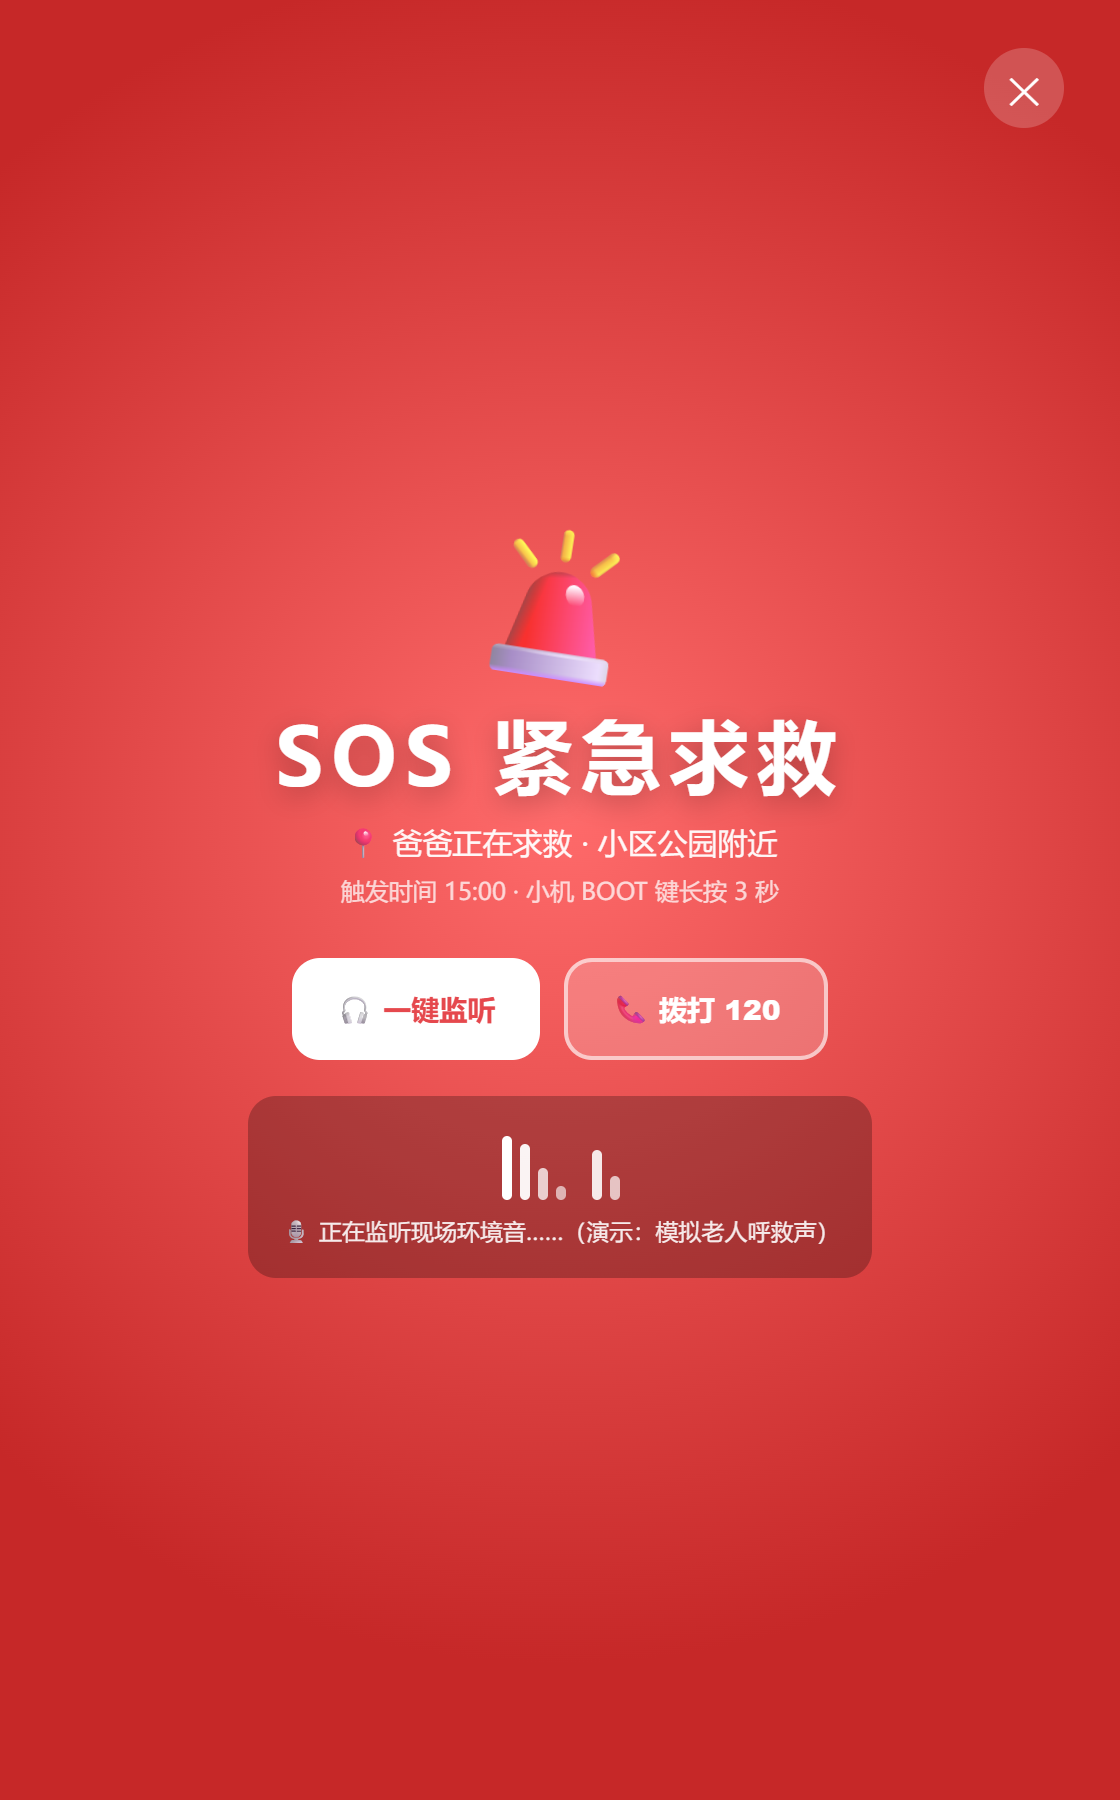 SOS 紧急求救
爸爸正在求救 · 小区公园附近
触发时间 15:00 · 小机 BOOT 键长按 3 秒
一键监听
拨打 120
正在监听现场环境音……（演示：模拟老人呼救声）